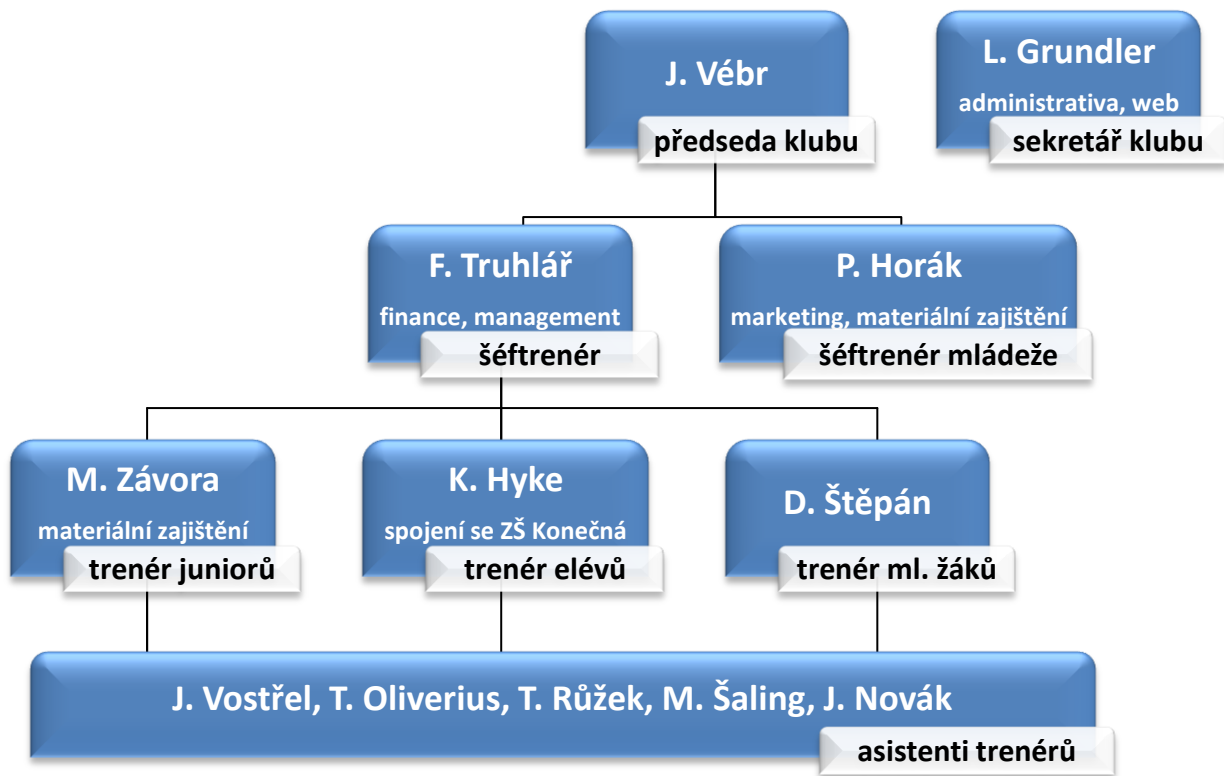 J. Vébr
předseda klubu
L. Grundler
administrativa, web
sekretář klubu
F. Truhlář
finance, management
šéftrenér
P. Horák
marketing, materiální zajištění
šéftrenér mládeže
M. Závora
materiální zajištění
trenér juniorů
K. Hyke
spojení se ZŠ Konečná
trenér elévů
D. Štěpán
trenér ml. žáků
J. Vostřel, T. Oliverius, T. Růžek, M. Šaling, J. Novák
asistenti trenérů